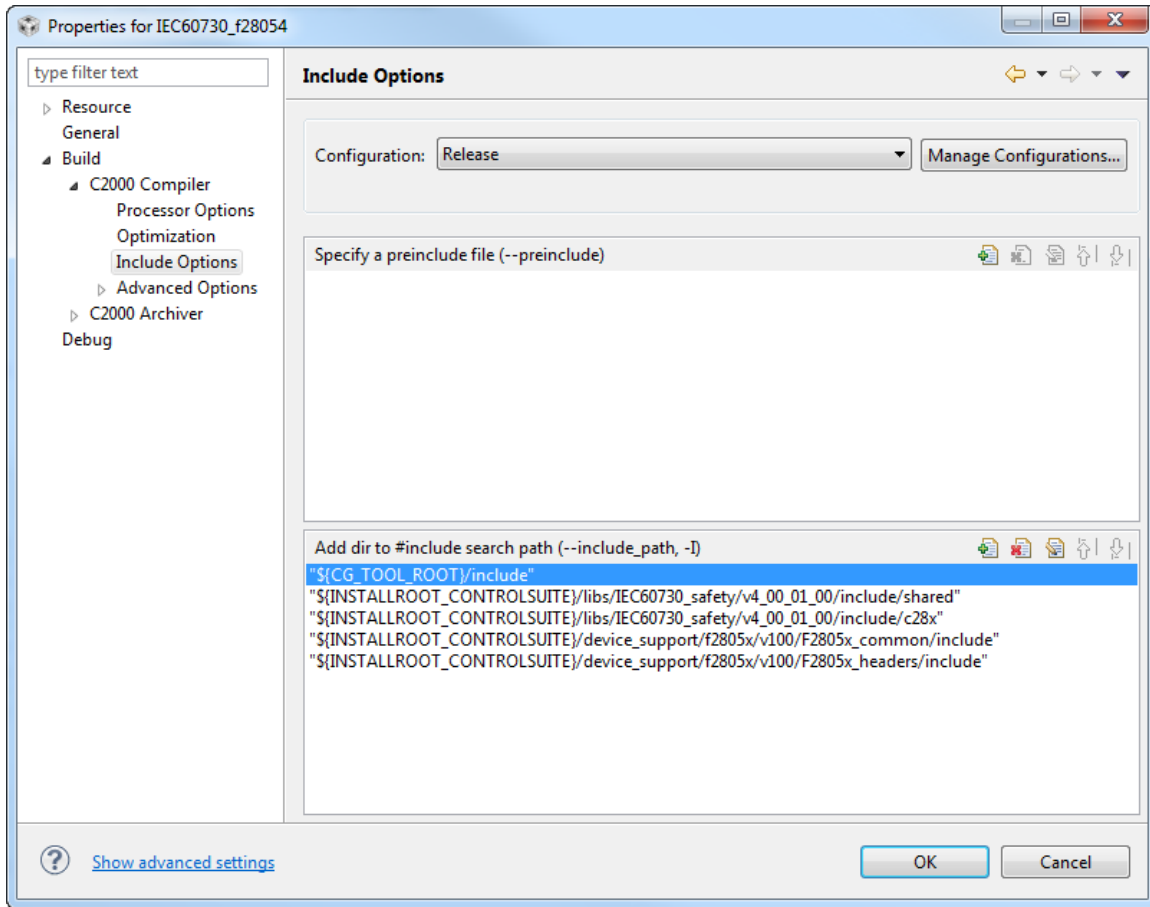 Properties for IEC60730_f28054
type filter text
Resource
General
Build
C2000 Compiler
Processor Options
Optimization
Include Options
Advanced Options
C2000 Archiver
Debug
Include Options
Configuration: Release Manage Configurations...
Specify a preinclude file (--preinclude)
Add dir to #include search path (--include_path, -I)
"${CG_TOOL_ROOT}/include"
"${INSTALLROOT_CONTROLSUITE}/libs/IEC60730_safety/v4_00_01_00/include/shared"
"${INSTALLROOT_CONTROLSUITE}/libs/IEC60730_safety/v4_00_01_00/include/c28x"
"${INSTALLROOT_CONTROLSUITE}/device_support/f2805x/v100/F2805x_common/include"
"${INSTALLROOT_CONTROLSUITE}/device_support/f2805x/v100/F2805x_headers/include"
Show advanced settings
OK Cancel